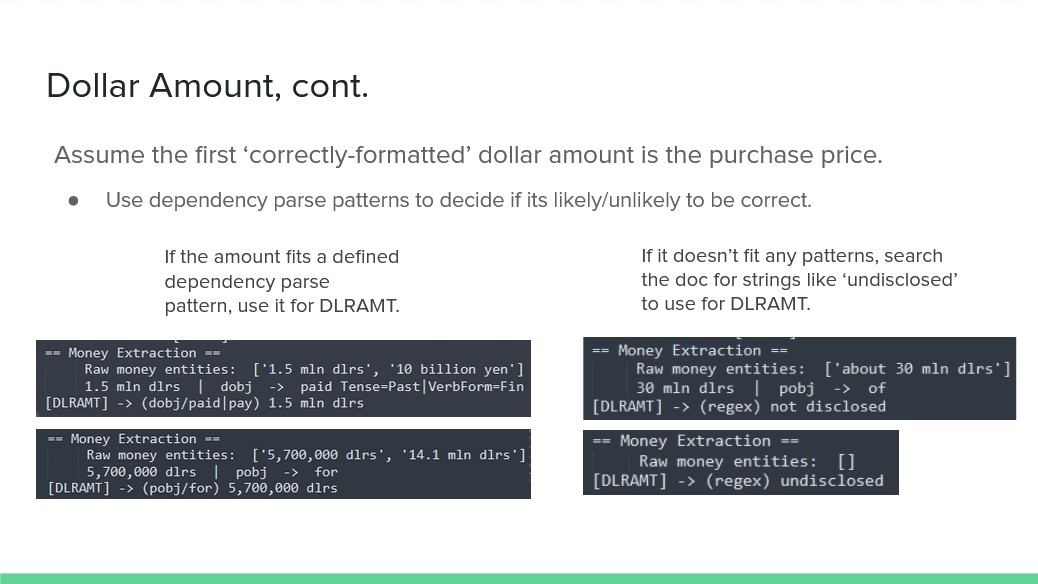 Dollar Amount, cont.
Assume the first ‘correctly-formatted’ dollar amount is the purchase price.
● Use dependency parse patterns to decide if its likely/unlikely to be correct.
If the amount fits a defined
dependency parse
pattern, use it for DLRAMT.
== Money Extraction ==
Raw money entities:  ['1.5 mln dlrs', '10 billion yen']
1.5 mln dlrs  |  dobj  ->  paid Tense=Past|VerbForm=Fin
[DLRAMT] -> (dobj/paid|pay) 1.5 mln dlrs
== Money Extraction ==
Raw money entities:  ['5,700,000 dlrs', '14.1 mln dlrs']
5,700,000 dlrs  |  pobj  ->  for
[DLRAMT] -> (pobj/for) 5,700,000 dlrs
If it doesn’t fit any patterns, search
the doc for strings like ‘undisclosed’
to use for DLRAMT.
== Money Extraction ==
Raw money entities:  ['about 30 mln dlrs']
30 mln dlrs  |  pobj  ->  of
[DLRAMT] -> (regex) not disclosed
== Money Extraction ==
Raw money entities:  []
[DLRAMT] -> (regex) undisclosed